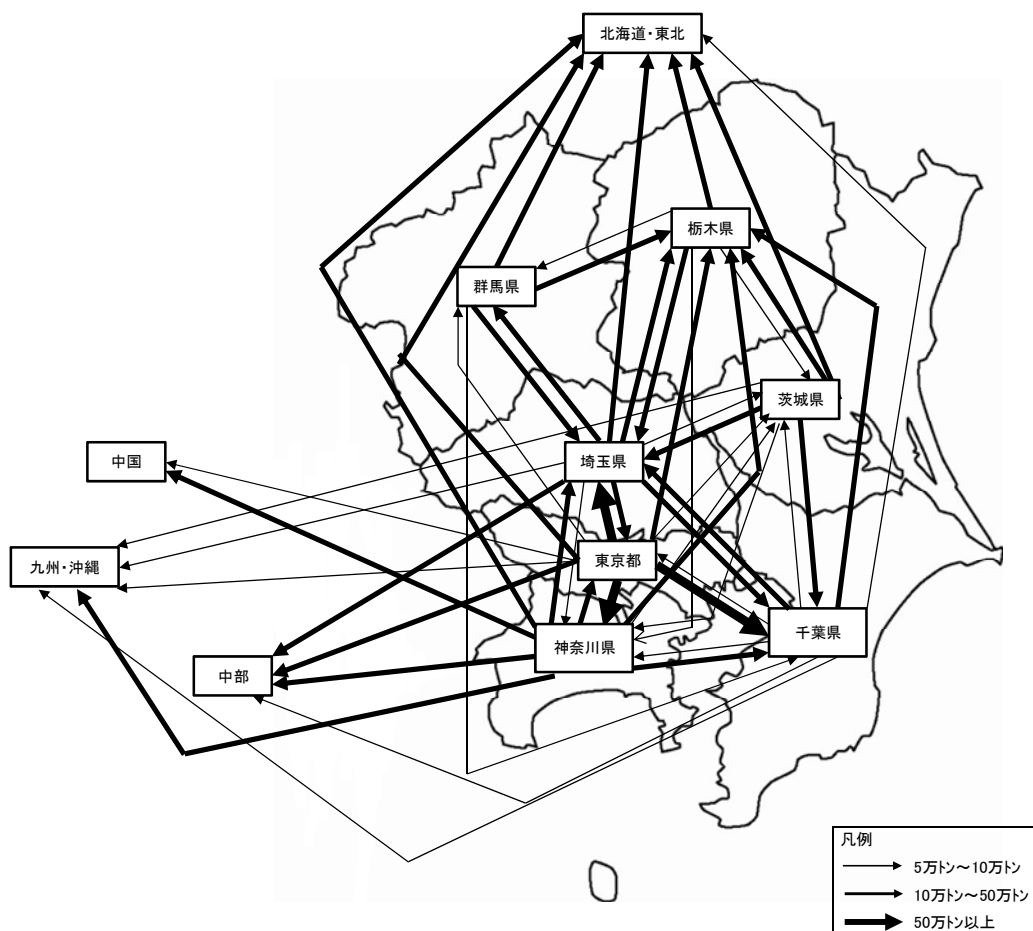 北海道・東北
栃木県
群馬県
茨城県
中国
埼玉県
九州・沖縄
東京都
千葉県
神奈川県
中部
凡例
5万トン～10万トン
10万トン～50万トン
50万トン以上